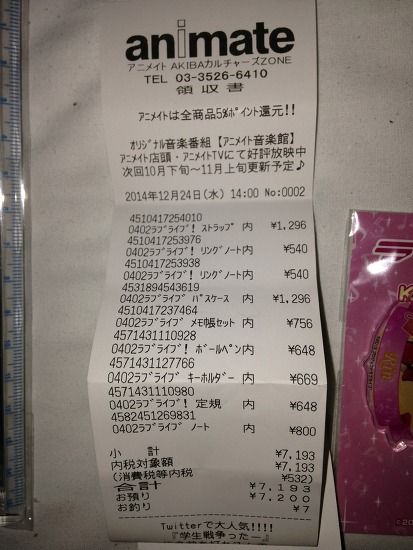 animate
アニメイト AKIBAカルチャーズZONE
TEL 03-3526-6410
領収書
アニメイトは全商品5%ポイント還元!!
オリジナル音楽番組【アニメイト音楽館】
アニメイト店頭・アニメイトTVにて好評放映中
次回10月下旬~11月上旬更新予定♪
2014年12月24日(水) 14:00 No:0002
4510417254010
0402ラブライブ! ストラップ 内 ¥1,296
4510417253976
0402ラブライブ! リングノート内 ¥540
4510417253938
0402ラブライブ! リングノート内 ¥540
4531894543619
0402ラブライブ パスケース 内 ¥1,296
4510417237464
0402ラブライブ メモ帳セット 内 ¥756
4571431110928
0402ラブライブ! ボールペン内 ¥648
4571431127766
0402ラブライブ キーホルダー 内 ¥669
4571431110980
0402ラブライブ! 定規 内 ¥648
4582451269831
0402ラブライブ ノート 内 ¥800
小 計 ¥7,193
内税対象額 ¥7,193
(消費税等内税 ¥532)
合計 ¥7,193
お預り ¥7,200
お釣り ¥7
Twitterで大人気!!!!
『学生戦争ったー』